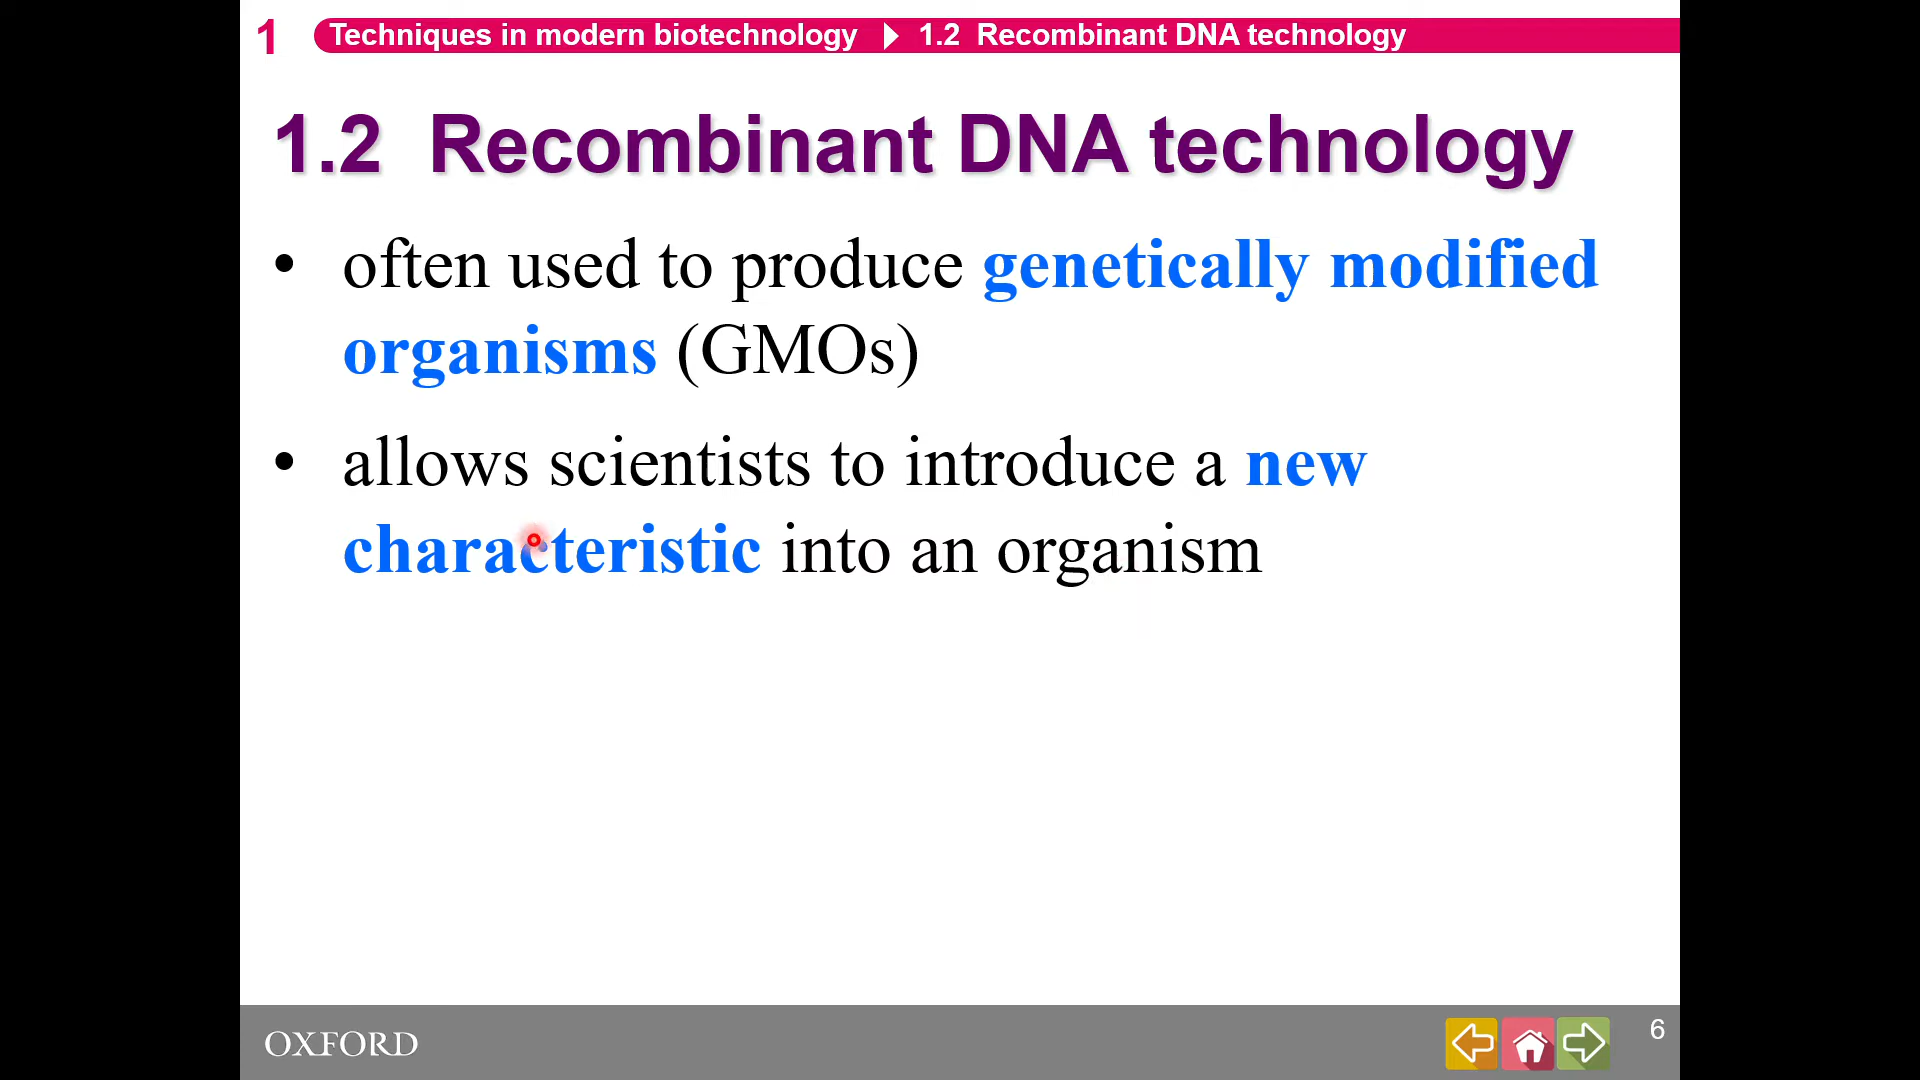 1 Techniques in modern biotechnology 1.2 Recombinant DNA technology
1.2 Recombinant DNA technology
• often used to produce genetically modified
organisms (GMOs)
• allows scientists to introduce a new
characteristic into an organism
OXFORD
6